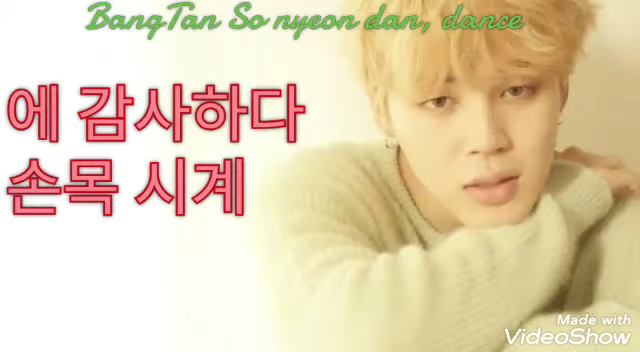 BangTan So nyeon dan, dance
에 감사하다
손목 시계
Made with
VideoShow